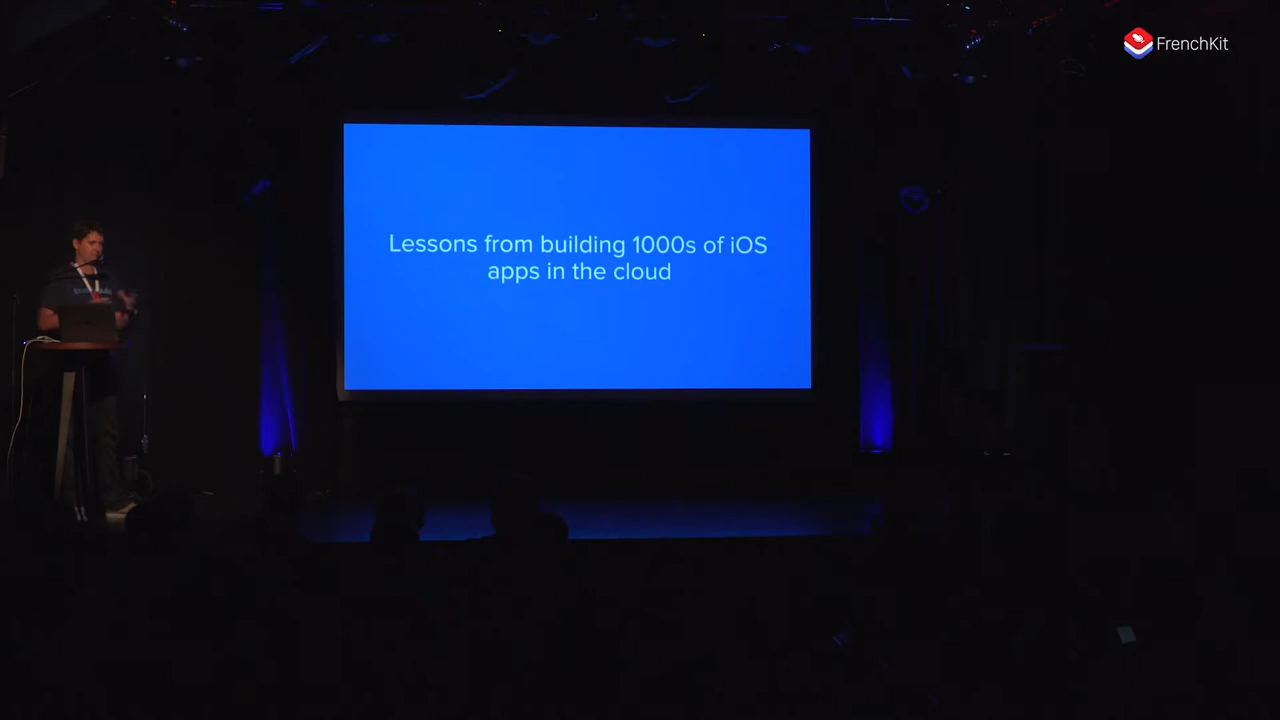 FrenchKit
Lessons from building 1000s of iOS
apps in the cloud